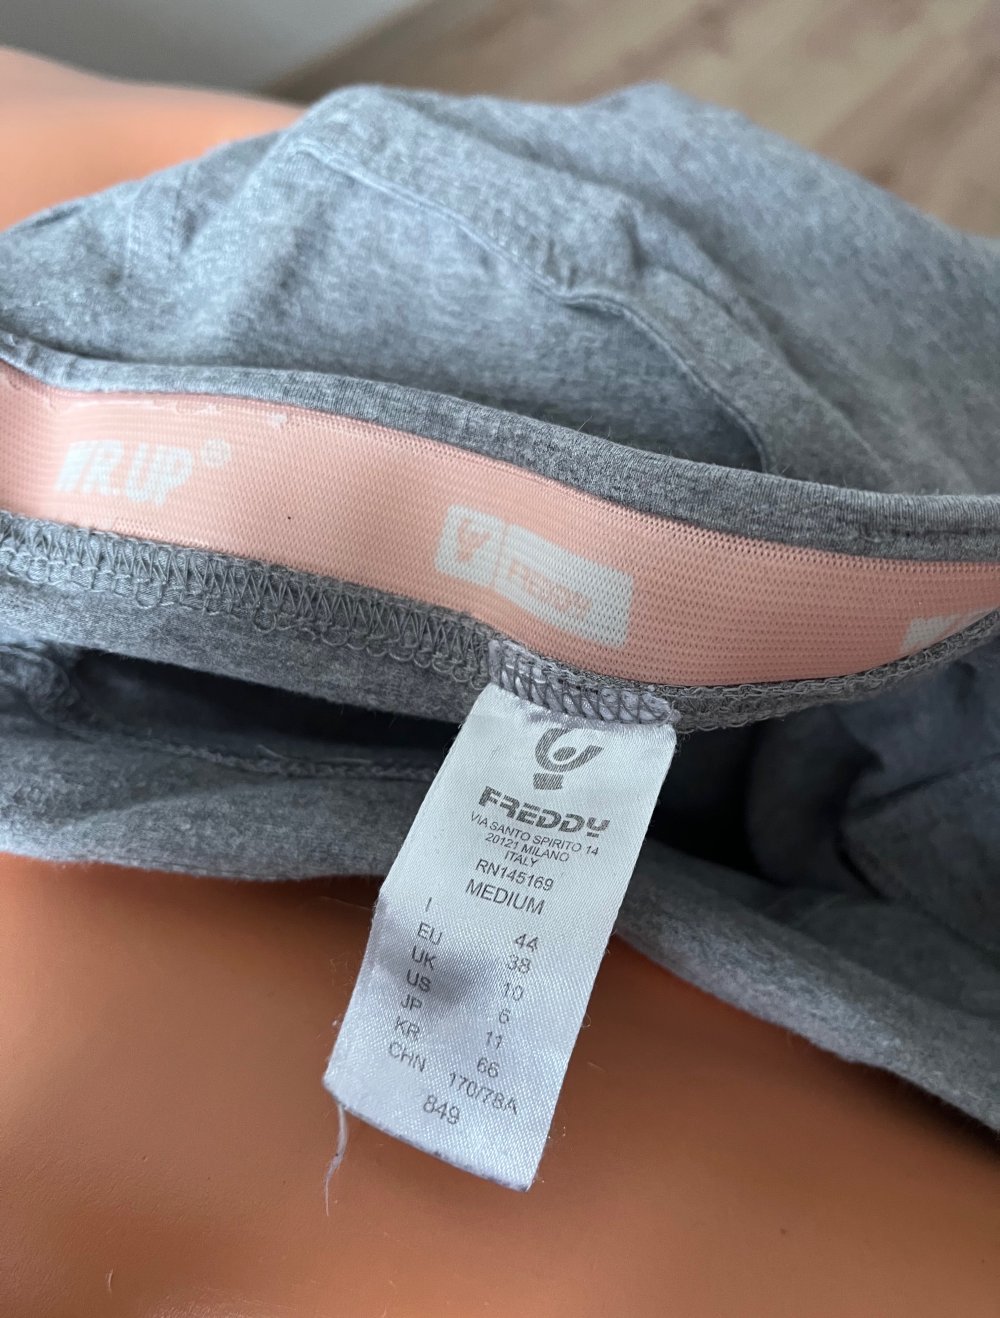 WR.UP®
FREDDY
FREDDY
VIA SANTO SPIRITO 14
20121 MILANO
ITALY
RN145169
MEDIUM
I 44
EU 38
UK 10
US 6
JP 11
KR 66
CHN 170/78A
849